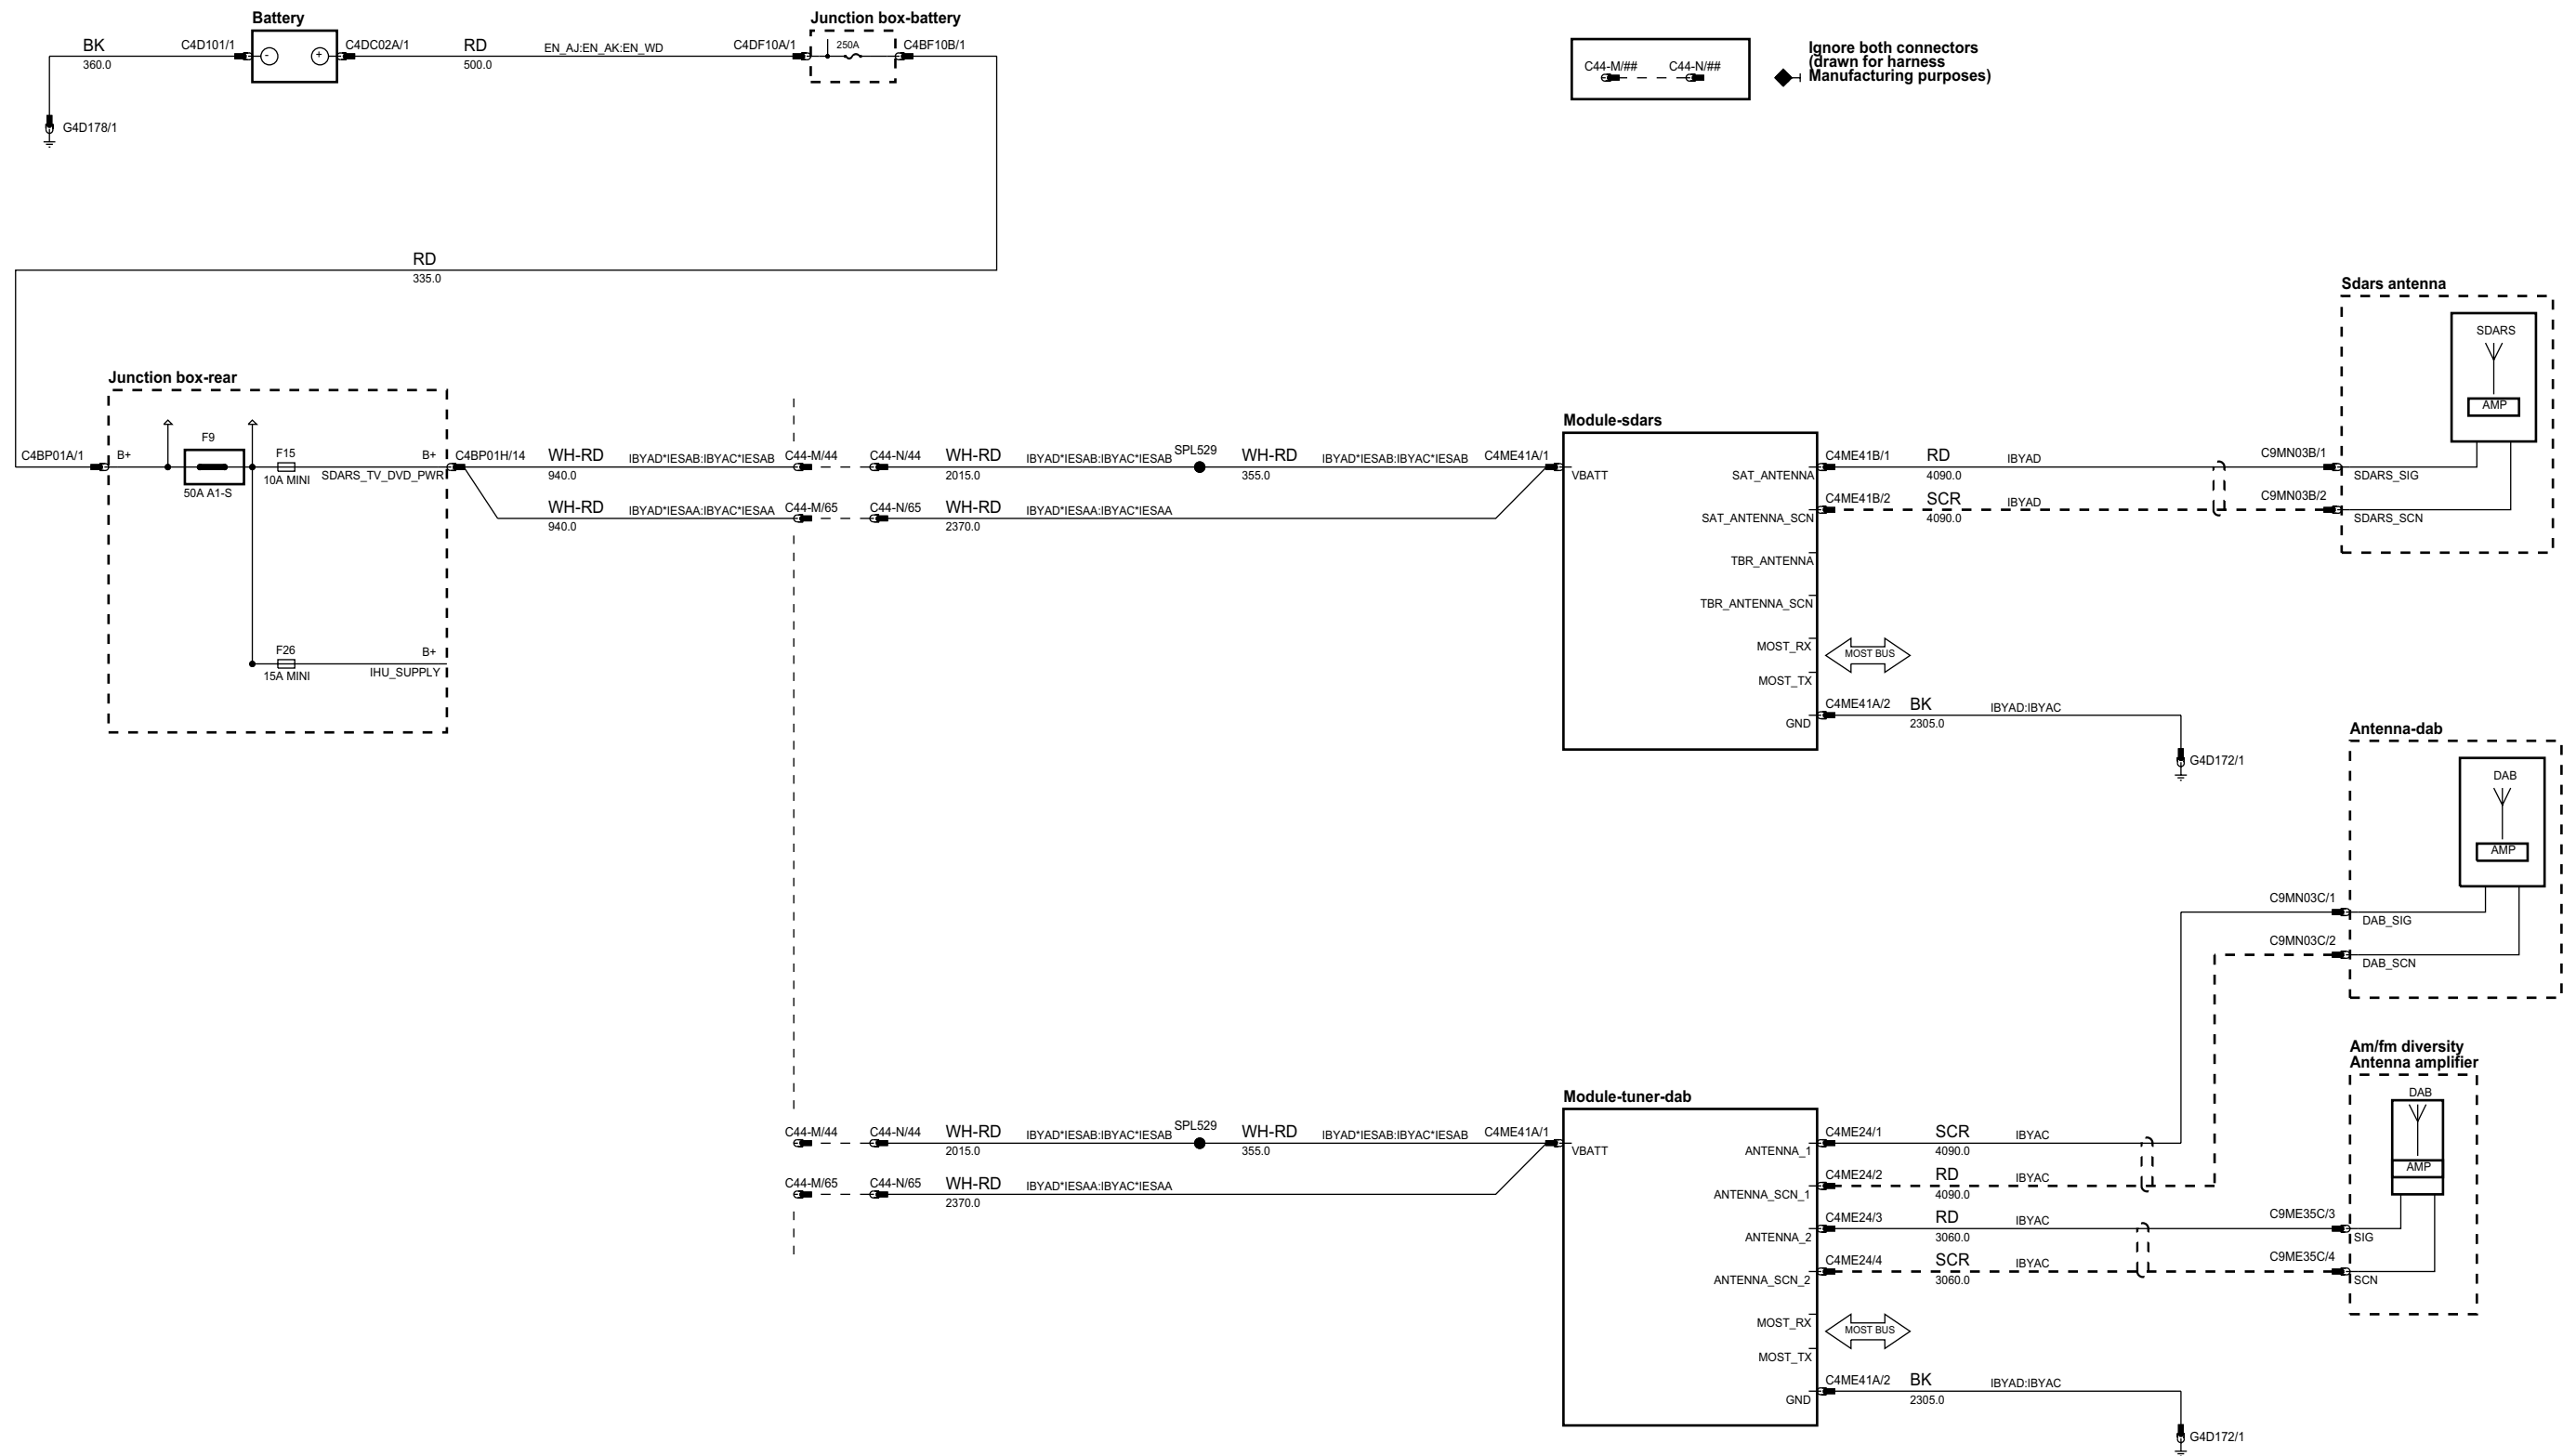 Battery
Junction box-battery
BK
360.0
C4D101/1
-
+
C4DC02A/1
RD
500.0
EN_AJ:EN_AK:EN_WD
C4DF10A/1
250A
C4BF10B/1
G4D178/1
C44-M/##
C44-N/##
Ignore both connectors
(drawn for harness
Manufacturing purposes)
RD
335.0
Junction box-rear
C4BP01A/1
B+
F9
50A A1-S
F15
10A MINI
B+
SDARS_TV_DVD_PWR
C4BP01H/14
F26
15A MINI
B+
IHU_SUPPLY
WH-RD
940.0
IBYAD*IESAB:IBYAC*IESAB
C44-M/44
C44-N/44
WH-RD
2015.0
IBYAD*IESAB:IBYAC*IESAB
SPL529
WH-RD
355.0
IBYAD*IESAB:IBYAC*IESAB
C4ME41A/1
WH-RD
940.0
IBYAD*IESAA:IBYAC*IESAA
C44-M/65
C44-N/65
WH-RD
2370.0
IBYAD*IESAA:IBYAC*IESAA
Module-sdars
VBATT
SAT_ANTENNA
SAT_ANTENNA_SCN
TBR_ANTENNA
TBR_ANTENNA_SCN
MOST_RX
MOST_TX
GND
MOST BUS
C4ME41B/1
RD
4090.0
IBYAD
C9MN03B/1
C4ME41B/2
SCR
4090.0
IBYAD
C9MN03B/2
C4ME41A/2
BK
2305.0
IBYAD:IBYAC
G4D172/1
Sdars antenna
SDARS
AMP
SDARS_SIG
SDARS_SCN
Antenna-dab
DAB
AMP
C9MN03C/1
DAB_SIG
C9MN03C/2
DAB_SCN
Am/fm diversity
Antenna amplifier
DAB
AMP
C9ME35C/3
SIG
C9ME35C/4
SCN
C44-M/44
C44-N/44
WH-RD
2015.0
IBYAD*IESAB:IBYAC*IESAB
SPL529
WH-RD
355.0
IBYAD*IESAB:IBYAC*IESAB
C4ME41A/1
C44-M/65
C44-N/65
WH-RD
2370.0
IBYAD*IESAA:IBYAC*IESAA
Module-tuner-dab
VBATT
ANTENNA_1
ANTENNA_SCN_1
ANTENNA_2
ANTENNA_SCN_2
MOST_RX
MOST_TX
GND
MOST BUS
C4ME24/1
SCR
4090.0
IBYAC
C4ME24/2
RD
4090.0
IBYAC
C4ME24/3
RD
3060.0
IBYAC
C4ME24/4
SCR
3060.0
IBYAC
C4ME41A/2
BK
2305.0
IBYAD:IBYAC
G4D172/1